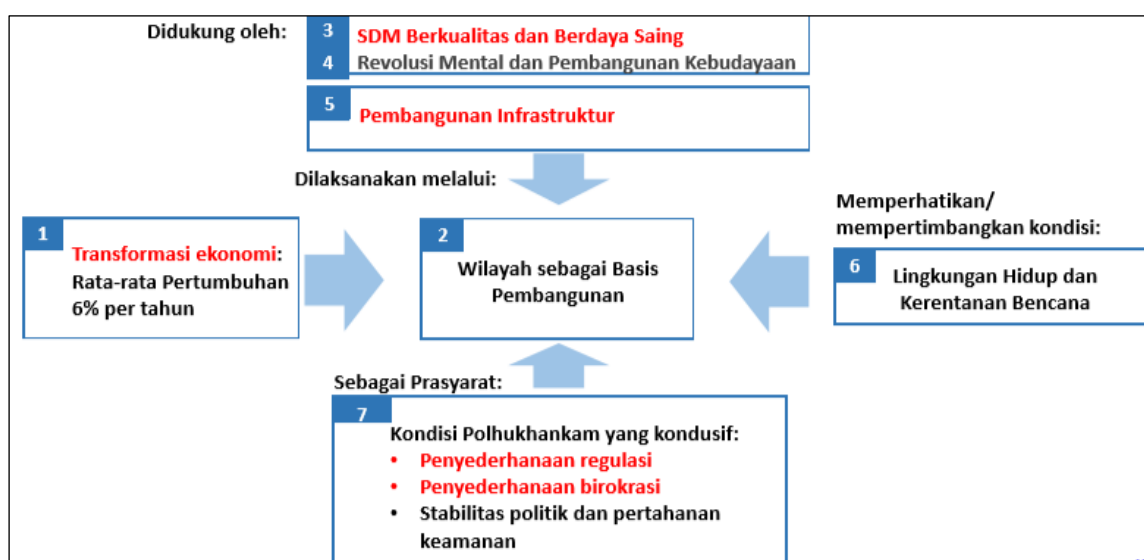 Didukung oleh:
3
SDM Berkualitas dan Berdaya Saing
4
Revolusi Mental dan Pembangunan Kebudayaan
5
Pembangunan Infrastruktur
Dilaksanakan melalui:
1
Transformasi ekonomi:
Rata-rata Pertumbuhan
6% per tahun
2
Wilayah sebagai Basis
Pembangunan
Memperhatikan/
mempertimbangkan kondisi:
6
Lingkungan Hidup dan
Kerentanan Bencana
Sebagai Prasyarat:
7
Kondisi Polhukhankam yang kondusif:
• Penyederhanaan regulasi
• Penyederhanaan birokrasi
• Stabilitas politik dan pertahanan
keamanan